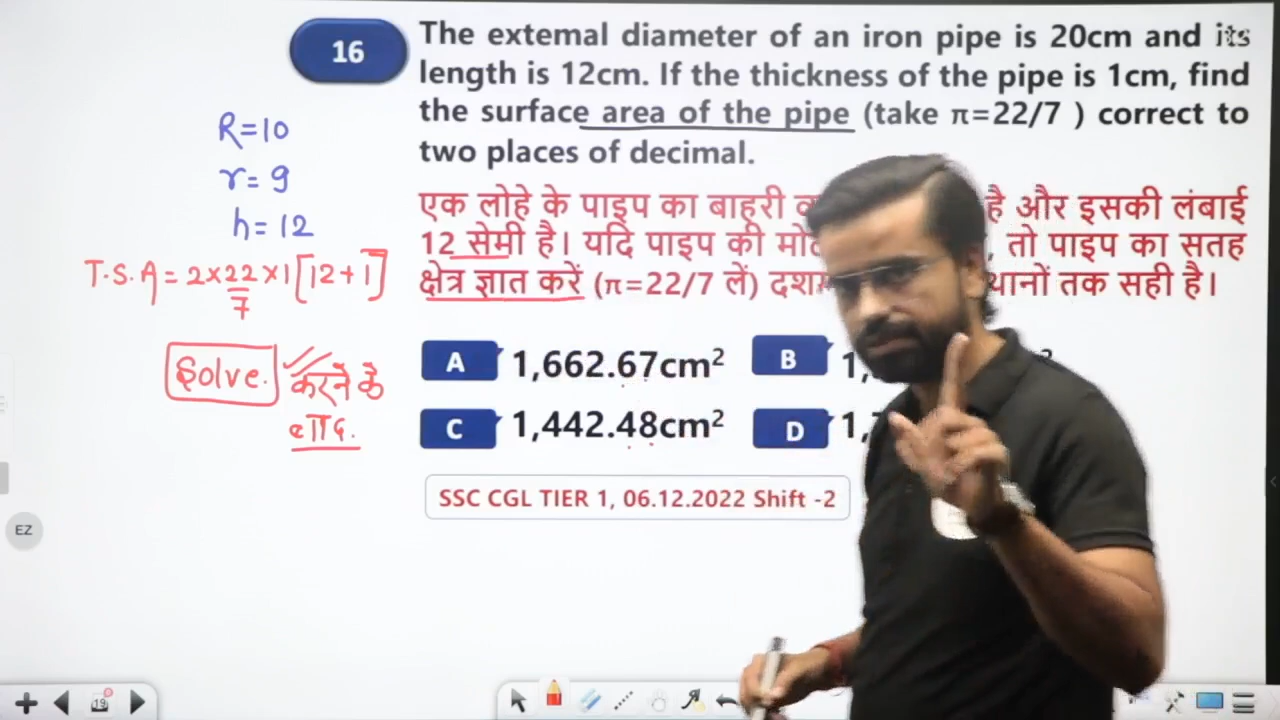 16
The extemal diameter of an iron pipe is 20cm and its
length is 12cm. If the thickness of the pipe is 1cm, find
the surface area of the pipe (take π=22/7 ) correct to
two places of decimal.
एक लोहे के पाइप का बाहरी है और इसकी लंबाई
12 सेमी है। यदि पाइप की , तो पाइप का सतह
क्षेत्र ज्ञात करें (π=22/7 लें) तक सही है।
R=10
r=9
h=12
T.S.A=2×22/7×1[12+1]
Solve. करने के
बाद.
A 1,662.67cm²
B 1,
C 1,442.48cm²
D 1,
SSC CGL TIER 1, 06.12.2022 Shift -2
EZ
19